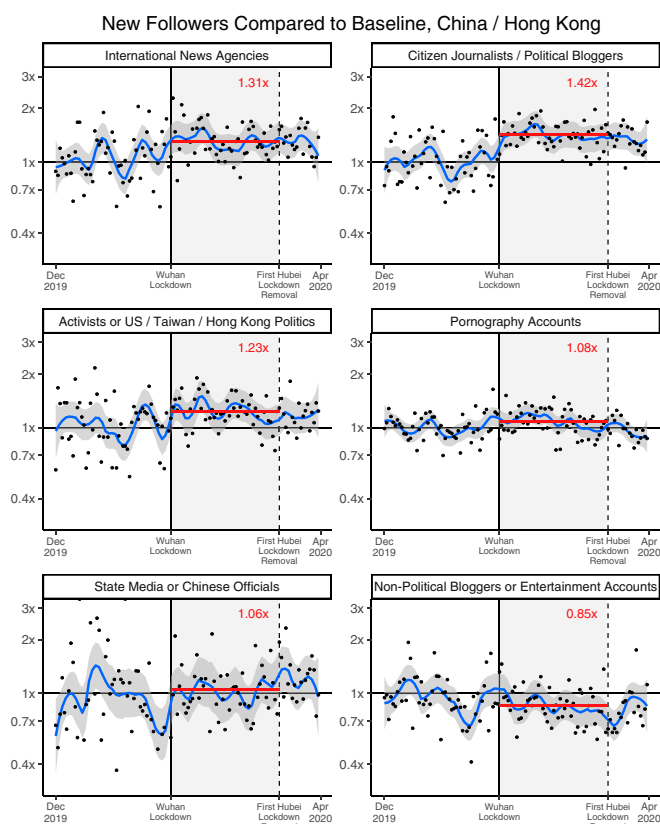 New Followers Compared to Baseline, China / Hong Kong
International News Agencies
3x
2x
1x
0.7x
0.4x
1.31x
Dec
2019
Wuhan
Lockdown
First Hubei
Lockdown
Removal
Apr
2020
Citizen Journalists / Political Bloggers
3x
2x
1x
0.7x
0.4x
1.42x
Dec
2019
Wuhan
Lockdown
First Hubei
Lockdown
Removal
Apr
2020
Activists or US / Taiwan / Hong Kong Politics
3x
2x
1x
0.7x
0.4x
1.23x
Dec
2019
Wuhan
Lockdown
First Hubei
Lockdown
Removal
Apr
2020
Pornography Accounts
3x
2x
1x
0.7x
0.4x
1.08x
Dec
2019
Wuhan
Lockdown
First Hubei
Lockdown
Removal
Apr
2020
State Media or Chinese Officials
3x
2x
1x
0.7x
0.4x
1.06x
Dec
2019
Wuhan
Lockdown
First Hubei
Lockdown
Removal
Apr
2020
Non-Political Bloggers or Entertainment Accounts
3x
2x
1x
0.7x
0.4x
0.85x
Dec
2019
Wuhan
Lockdown
First Hubei
Lockdown
Removal
Apr
2020